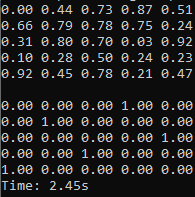 0.00 0.44 0.73 0.87 0.51
0.66 0.79 0.78 0.75 0.24
0.31 0.80 0.70 0.03 0.92
0.10 0.28 0.50 0.24 0.23
0.92 0.45 0.78 0.21 0.47
0.00 0.00 0.00 1.00 0.00
0.00 1.00 0.00 0.00 0.00
0.00 0.00 0.00 0.00 1.00
0.00 0.00 1.00 0.00 0.00
1.00 0.00 0.00 0.00 0.00
Time: 2.45s